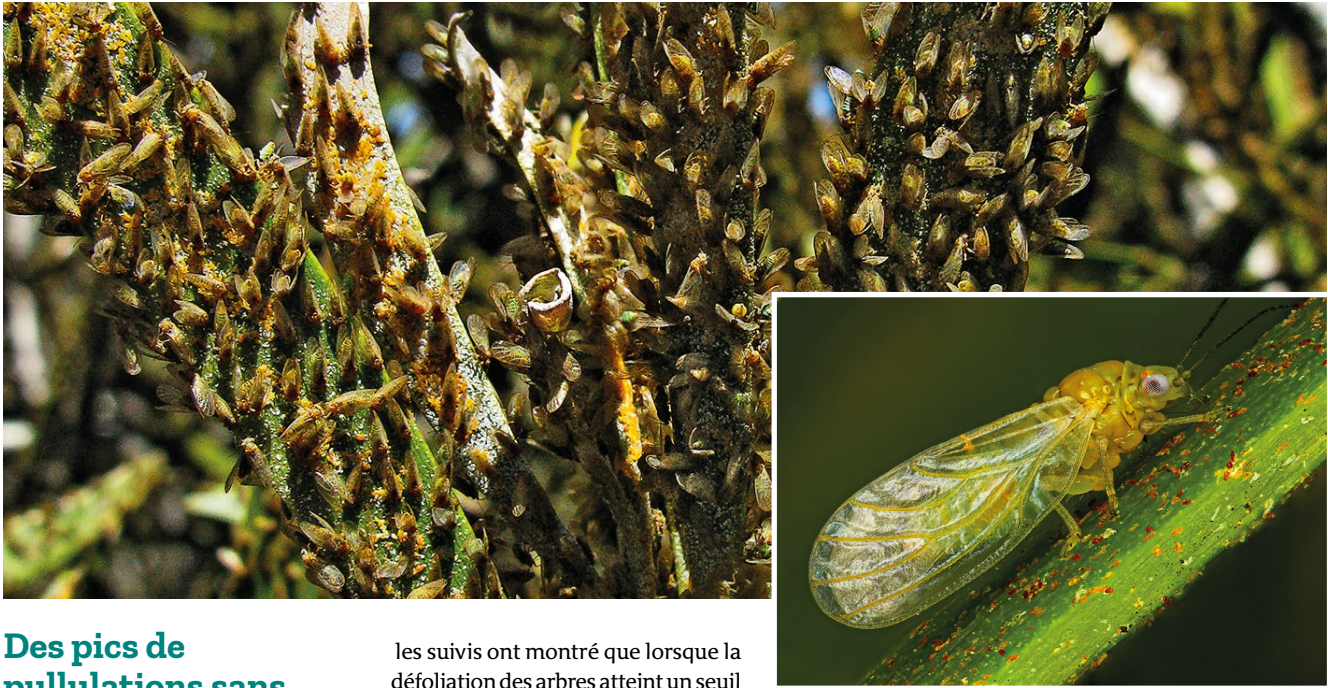 Des pics de
pullulations sans
les suivis ont montré que lorsque la
défoliation des arbres atteint un seuil